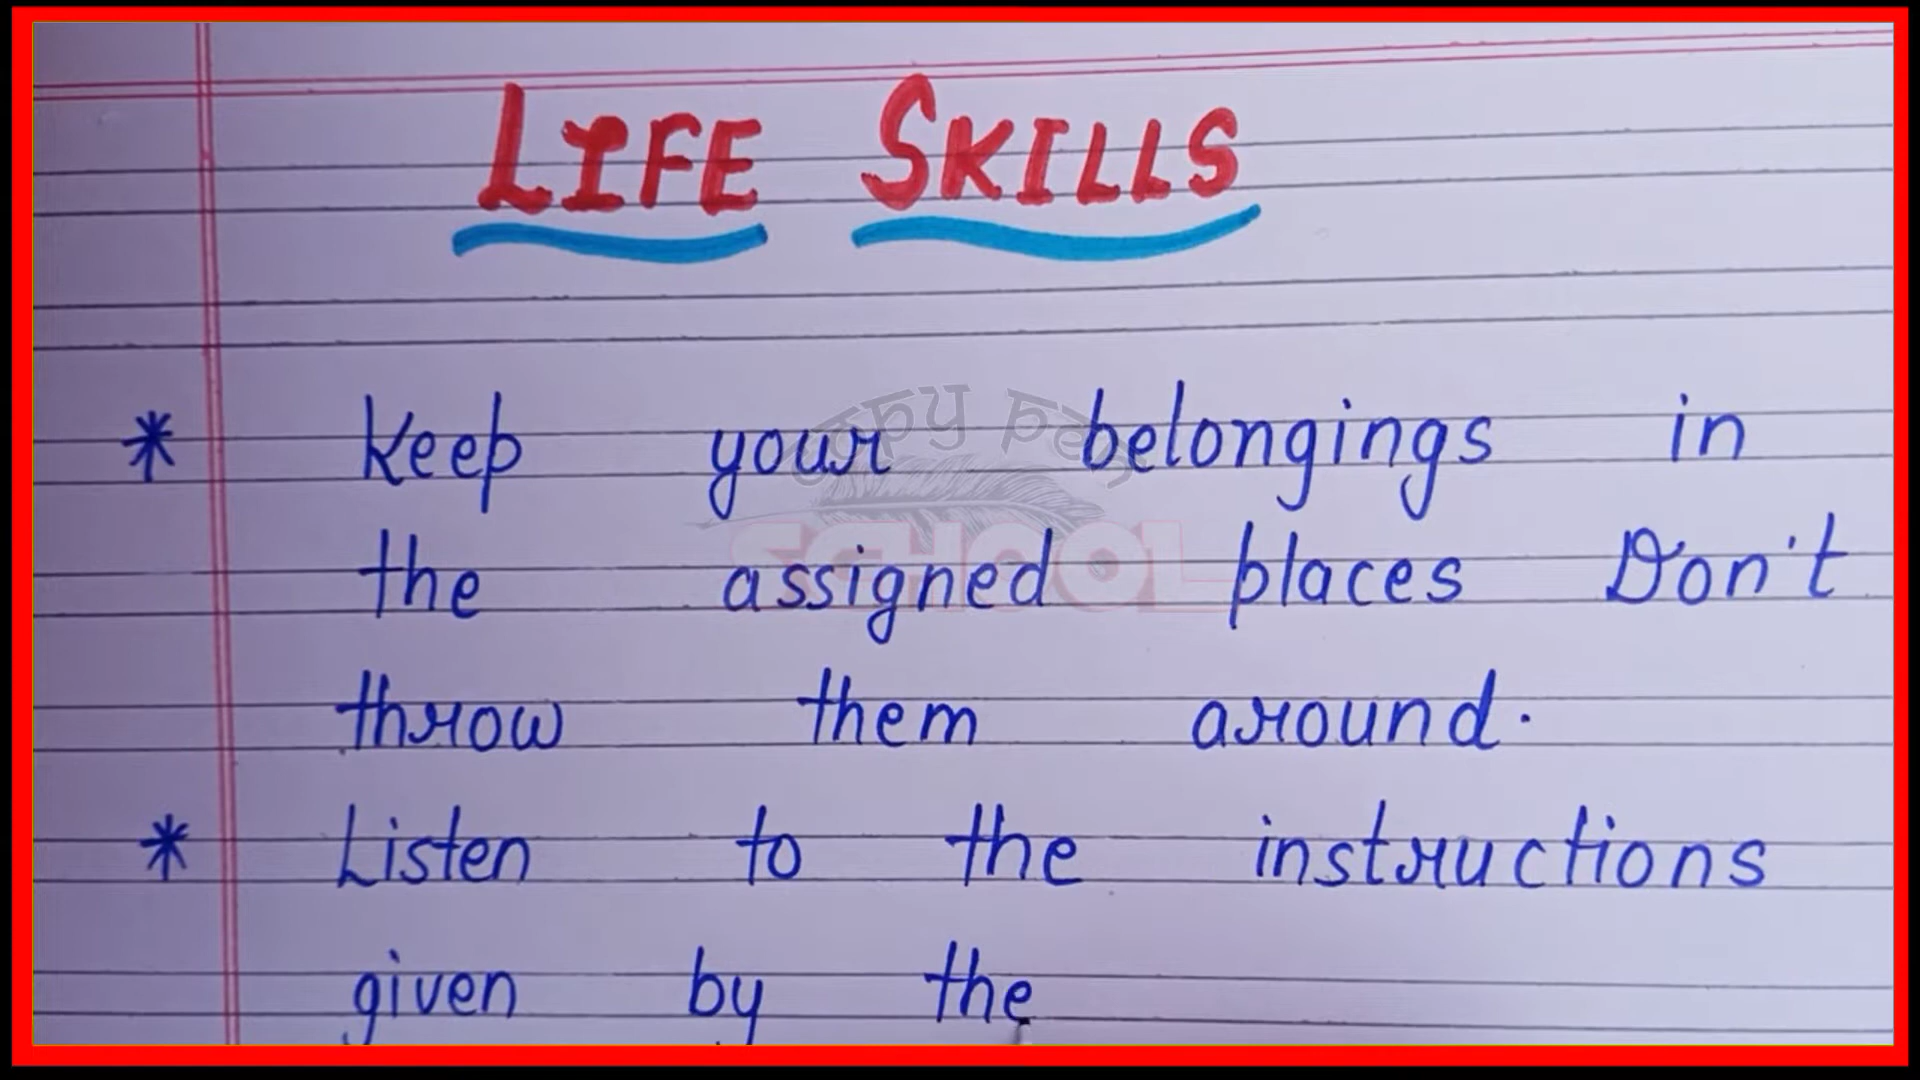 LIFE SKILLS
* Keep your belongings in
the assigned places Don't
throw them around.
* Listen to the instructions
given by the
SCHOOL